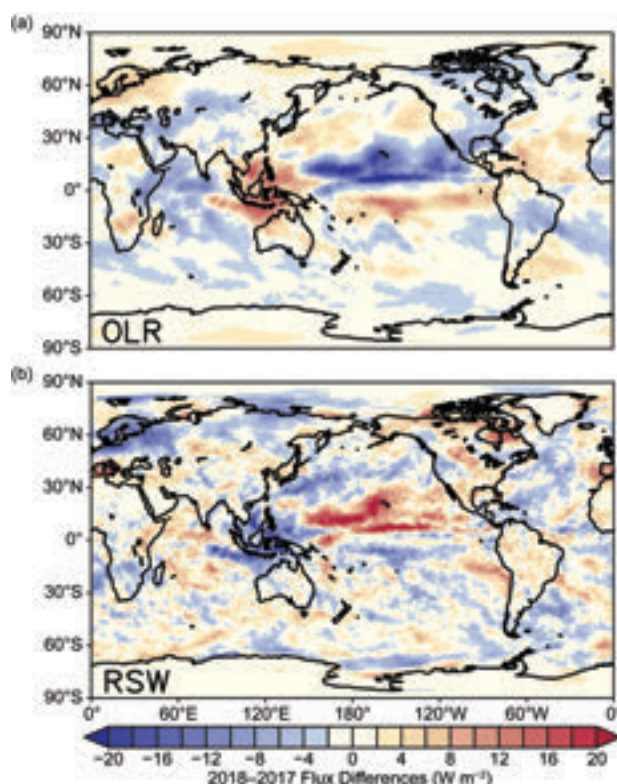 (a)
90°N
60°N
30°N
0°
30°S
60°S
90°S
OLR
(b)
90°N
60°N
30°N
0°
30°S
60°S
90°S
RSW
0° 60°E 120°E 180° 120°W 60°W 0°
−20 −16 −12 −8 −4 0 4 8 12 16 20
2018–2017 Flux Differences (W m⁻²)